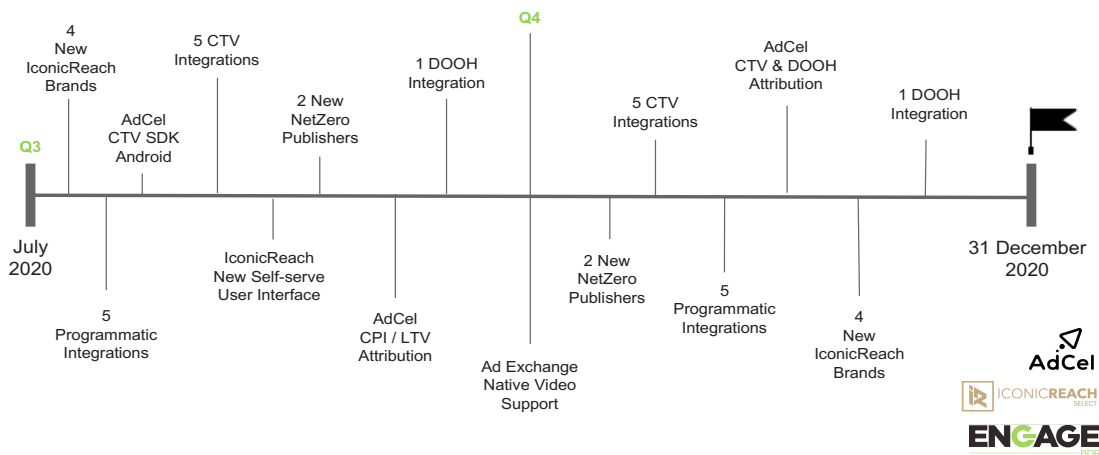 Q4
4
New
IconicReach
Brands
5 CTV
Integrations
1 DOOH
Integration
AdCel
CTV & DOOH
Attribution
AdCel
CTV SDK
Android
2 New
NetZero
Publishers
5 CTV
Integrations
1 DOOH
Integration
Q3
July
2020
31 December
2020
5
Programmatic
Integrations
IconicReach
New Self-serve
User Interface
AdCel
CPI / LTV
Attribution
Ad Exchange
Native Video
Support
2 New
NetZero
Publishers
5
Programmatic
Integrations
4
New
IconicReach
Brands
AdCel
ICONICREACH
SELECT
ENGAGE
BDR